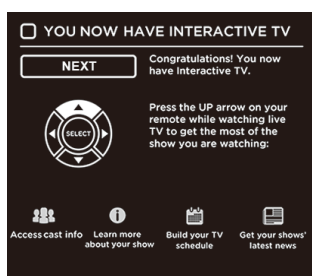 YOU NOW HAVE INTERACTIVE TV
NEXT
Congratulations! You now
have Interactive TV.
Press the UP arrow on your
remote while watching live
TV to get the most of the
show you are watching:
SELECT
Access cast info
Learn more
about your show
Build your TV
schedule
Get your shows'
latest news